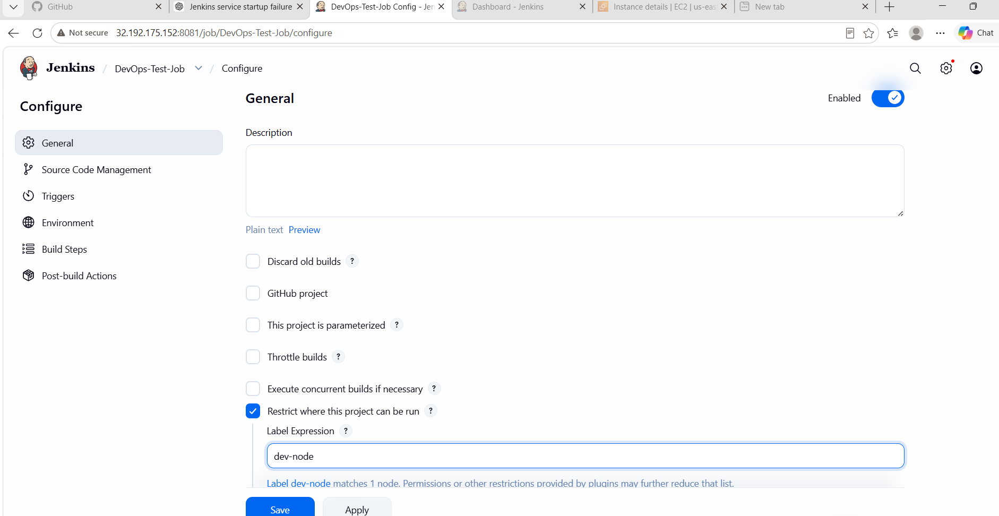 GitHub
Jenkins service startup failure
DevOps-Test-Job Config - Jen
Dashboard - Jenkins
Instance details | EC2 | us-eas
New tab
Not secure 32.192.175.152:8081/job/DevOps-Test-Job/configure
Chat
Jenkins / DevOps-Test-Job / Configure
Configure
General
Source Code Management
Triggers
Environment
Build Steps
Post-build Actions
General
Enabled
Description
Plain text Preview
Discard old builds ?
GitHub project
This project is parameterized ?
Throttle builds ?
Execute concurrent builds if necessary ?
Restrict where this project can be run ?
Label Expression ?
dev-node
Label dev-node matches 1 node. Permissions or other restrictions provided by plugins may further reduce that list.
Save
Apply